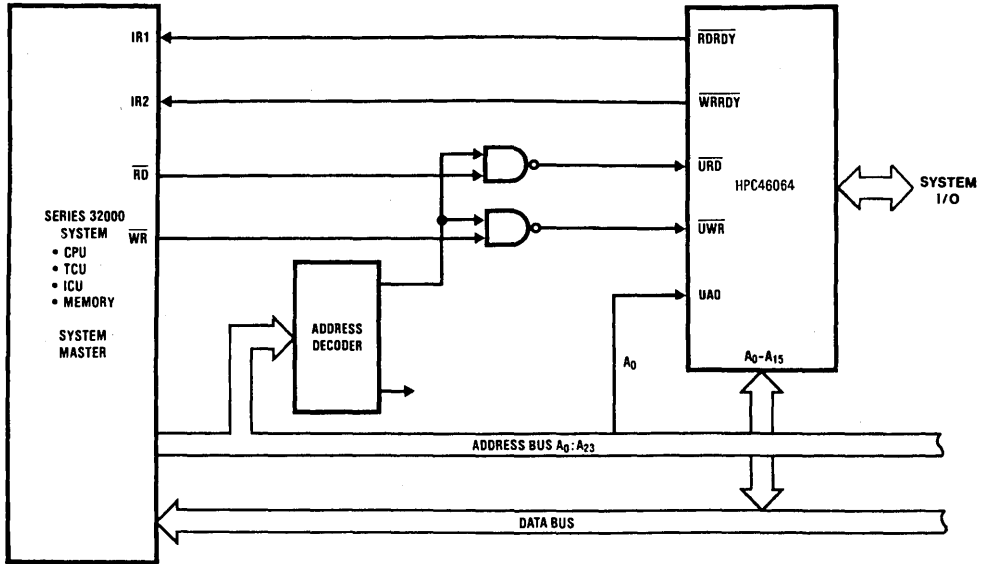 IR1
IR2
RD
WR
SERIES 32000
SYSTEM
• CPU
• TCU
• ICU
• MEMORY
SYSTEM
MASTER
ADDRESS
DECODER
RDRDY
WRRDY
URD
UWR
UA0
HPC46064
A0-A15
SYSTEM
I/O
A0
ADDRESS BUS A0:A23
DATA BUS